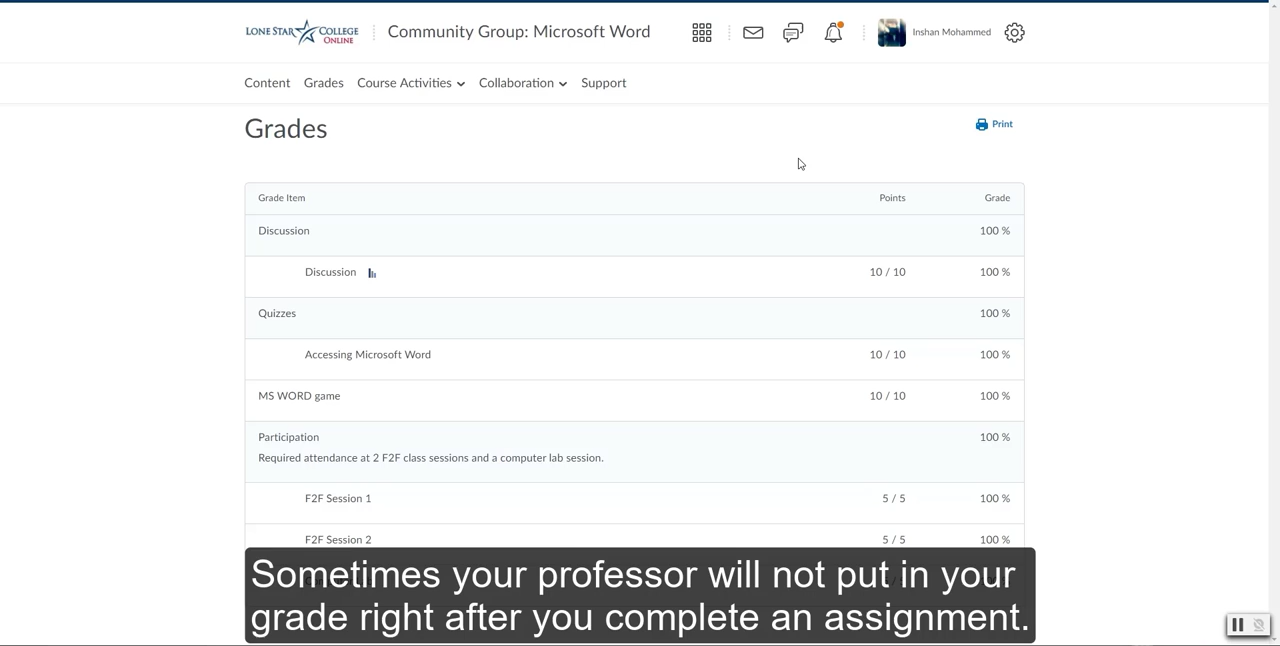 LONE STAR COLLEGE
ONLINE
Community Group: Microsoft Word
Inshan Mohammed
Content Grades Course Activities Collaboration Support
Grades
Print
Grade Item Points Grade
Discussion 100 %
Discussion 10 / 10 100 %
Quizzes 100 %
Accessing Microsoft Word 10 / 10 100 %
MS WORD game 10 / 10 100 %
Participation 100 %
Required attendance at 2 F2F class sessions and a computer lab session.
F2F Session 1 5 / 5 100 %
F2F Session 2 5 / 5 100 %
Sometimes your professor will not put in your
grade right after you complete an assignment.